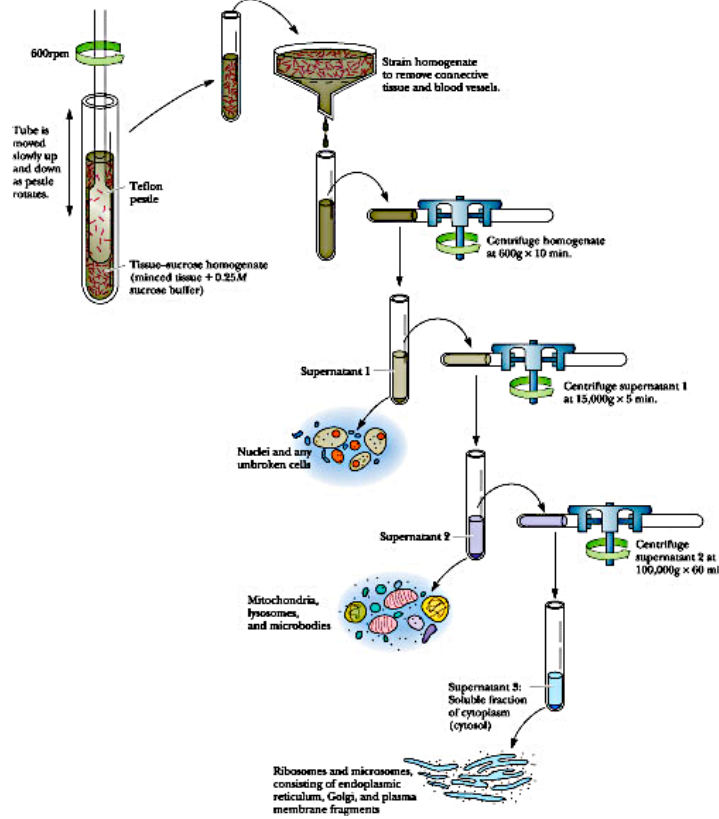 600rpm
Strain homogenate
to remove connective
tissue and blood vessels.
Tube is
moved
slowly up
and down
as pestle
rotates.
Teflon
pestle
Tissue–sucrose homogenate
(minced tissue + 0.25M
sucrose buffer)
Centrifuge homogenate
at 600g × 10 min.
Supernatant 1
Centrifuge supernatant 1
at 15,000g × 5 min.
Nuclei and any
unbroken cells
Supernatant 2
Centrifuge
supernatant 2 at
100,000g × 60 mi
Mitochondria,
lysosomes,
and microbodies
Supernatant 3:
Soluble fraction
of cytoplasm
(cytosol)
Ribosomes and microsomes,
consisting of endoplasmic
reticulum, Golgi, and plasma
membrane fragments